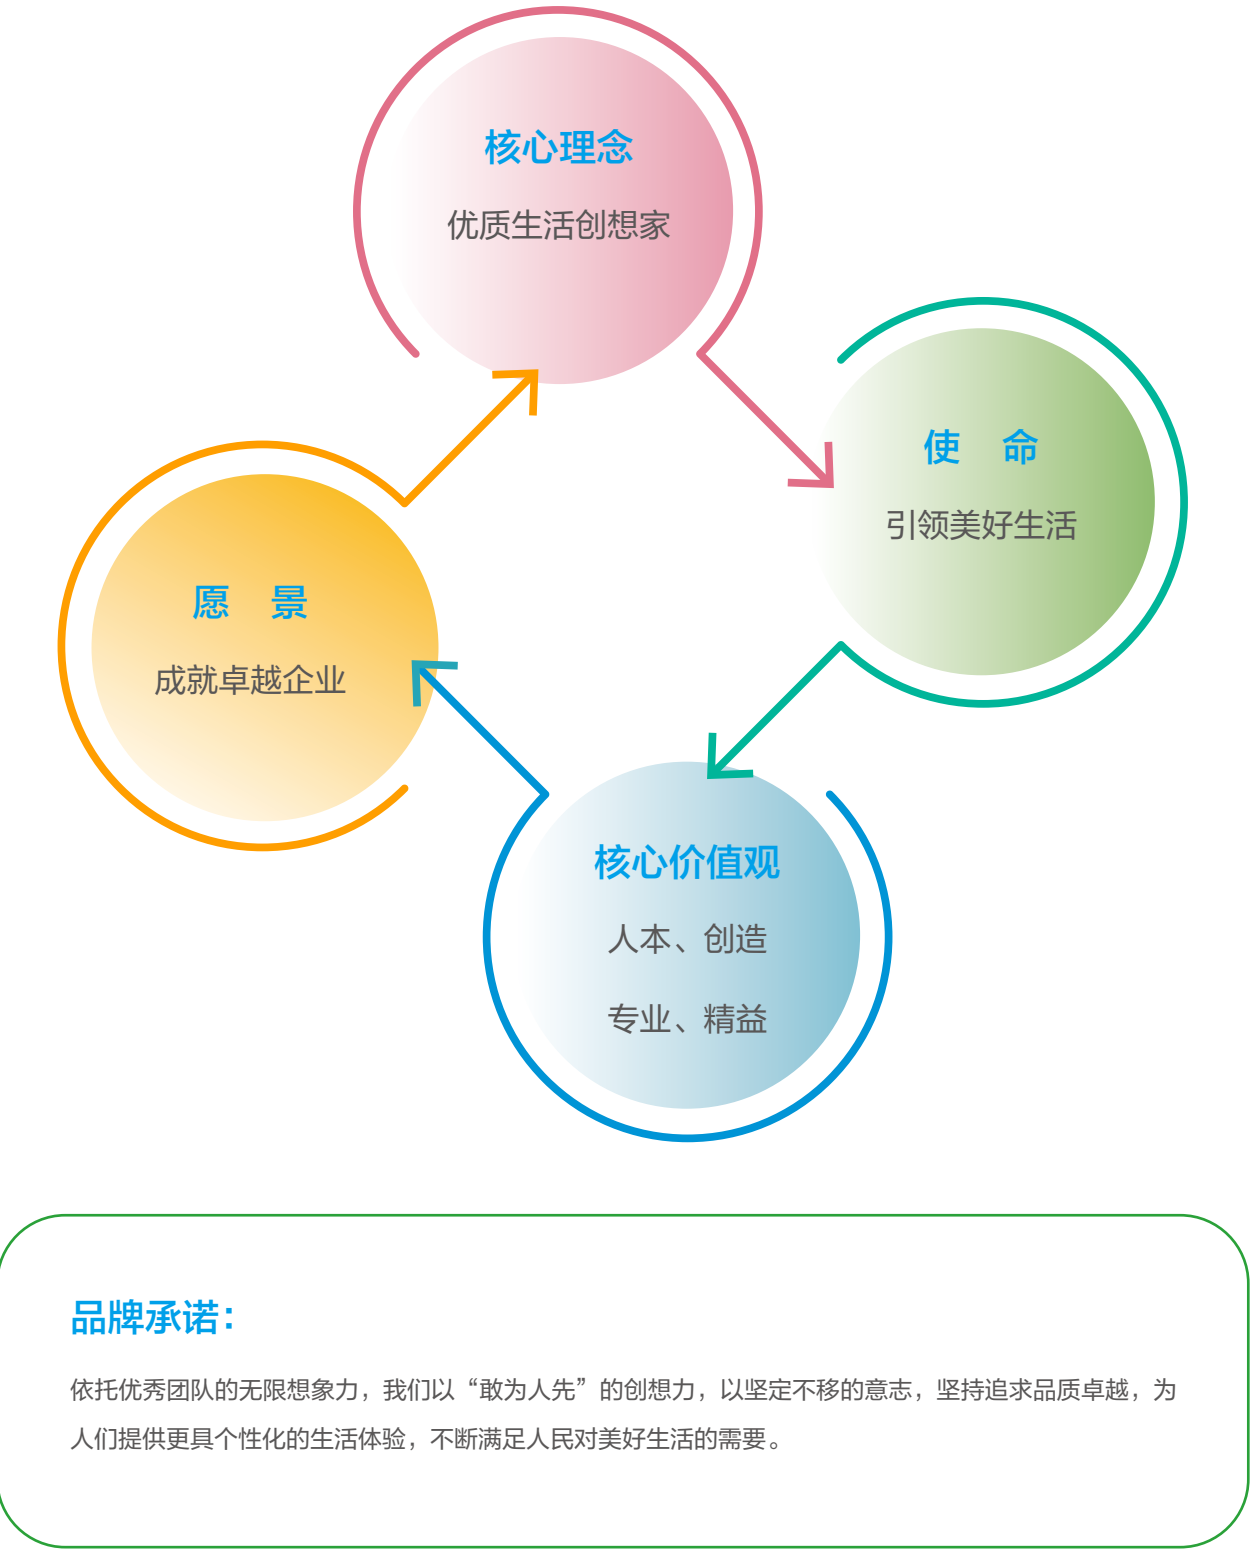 核心理念
优质生活创想家
使 命
引领美好生活
愿 景
成就卓越企业
核心价值观
人本、创造
专业、精益
品牌承诺：
依托优秀团队的无限想象力，我们以“敢为人先”的创想力，以坚定不移的意志，坚持追求品质卓越，为
人们提供更具个性化的生活体验，不断满足人民对美好生活的需要。